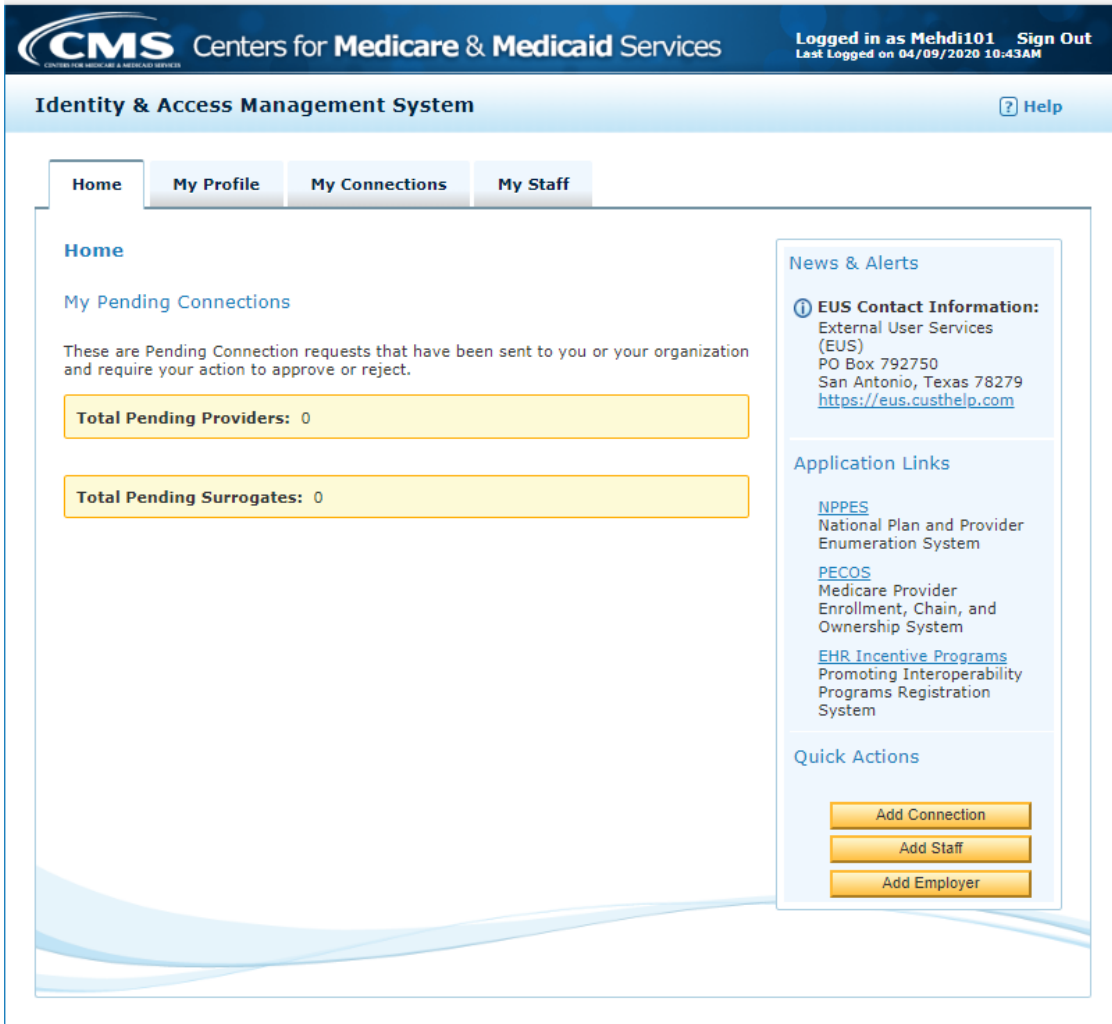 CMS Centers for Medicare & Medicaid Services
CENTERS FOR MEDICARE & MEDICAID SERVICES
Logged in as Mehdi101 Sign Out
Last Logged on 04/09/2020 10:43AM
Identity & Access Management System
? Help
Home My Profile My Connections My Staff
Home
My Pending Connections
These are Pending Connection requests that have been sent to you or your organization
and require your action to approve or reject.
Total Pending Providers: 0
Total Pending Surrogates: 0
News & Alerts
EUS Contact Information:
External User Services
(EUS)
PO Box 792750
San Antonio, Texas 78279
https://eus.custhelp.com
Application Links
NPPES
National Plan and Provider
Enumeration System
PECOS
Medicare Provider
Enrollment, Chain, and
Ownership System
EHR Incentive Programs
Promoting Interoperability
Programs Registration
System
Quick Actions
Add Connection
Add Staff
Add Employer